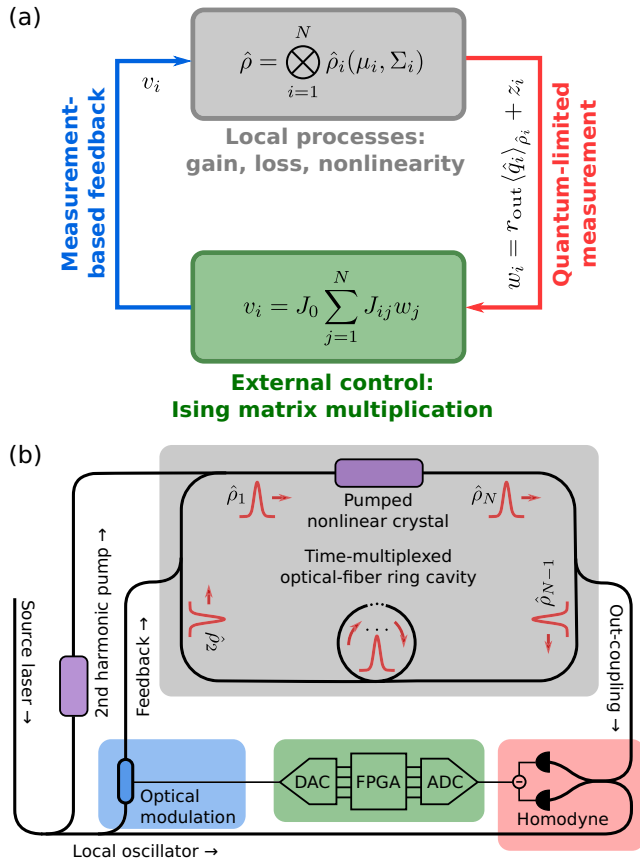 (a)
ρ̂ = ⨂_{i=1}^{N} ρ̂_i(μ_i, Σ_i)
Local processes:
gain, loss, nonlinearity
v_i
Measurement-
based feedback
w_i = r_out ⟨q̂_i⟩_{ρ̂_i} + z_i
Quantum-limited
measurement
v_i = J_0 ∑_{j=1}^{N} J_{ij} w_j
External control:
Ising matrix multiplication
(b)
ρ̂_1
ρ̂_N
Pumped
nonlinear crystal
Time-multiplexed
optical-fiber ring cavity
ρ̂_2
ρ̂_{N−1}
...
...
Source laser →
2nd harmonic pump →
Feedback →
Out-coupling →
Optical
modulation
DAC
FPGA
ADC
−
Homodyne
Local oscillator →